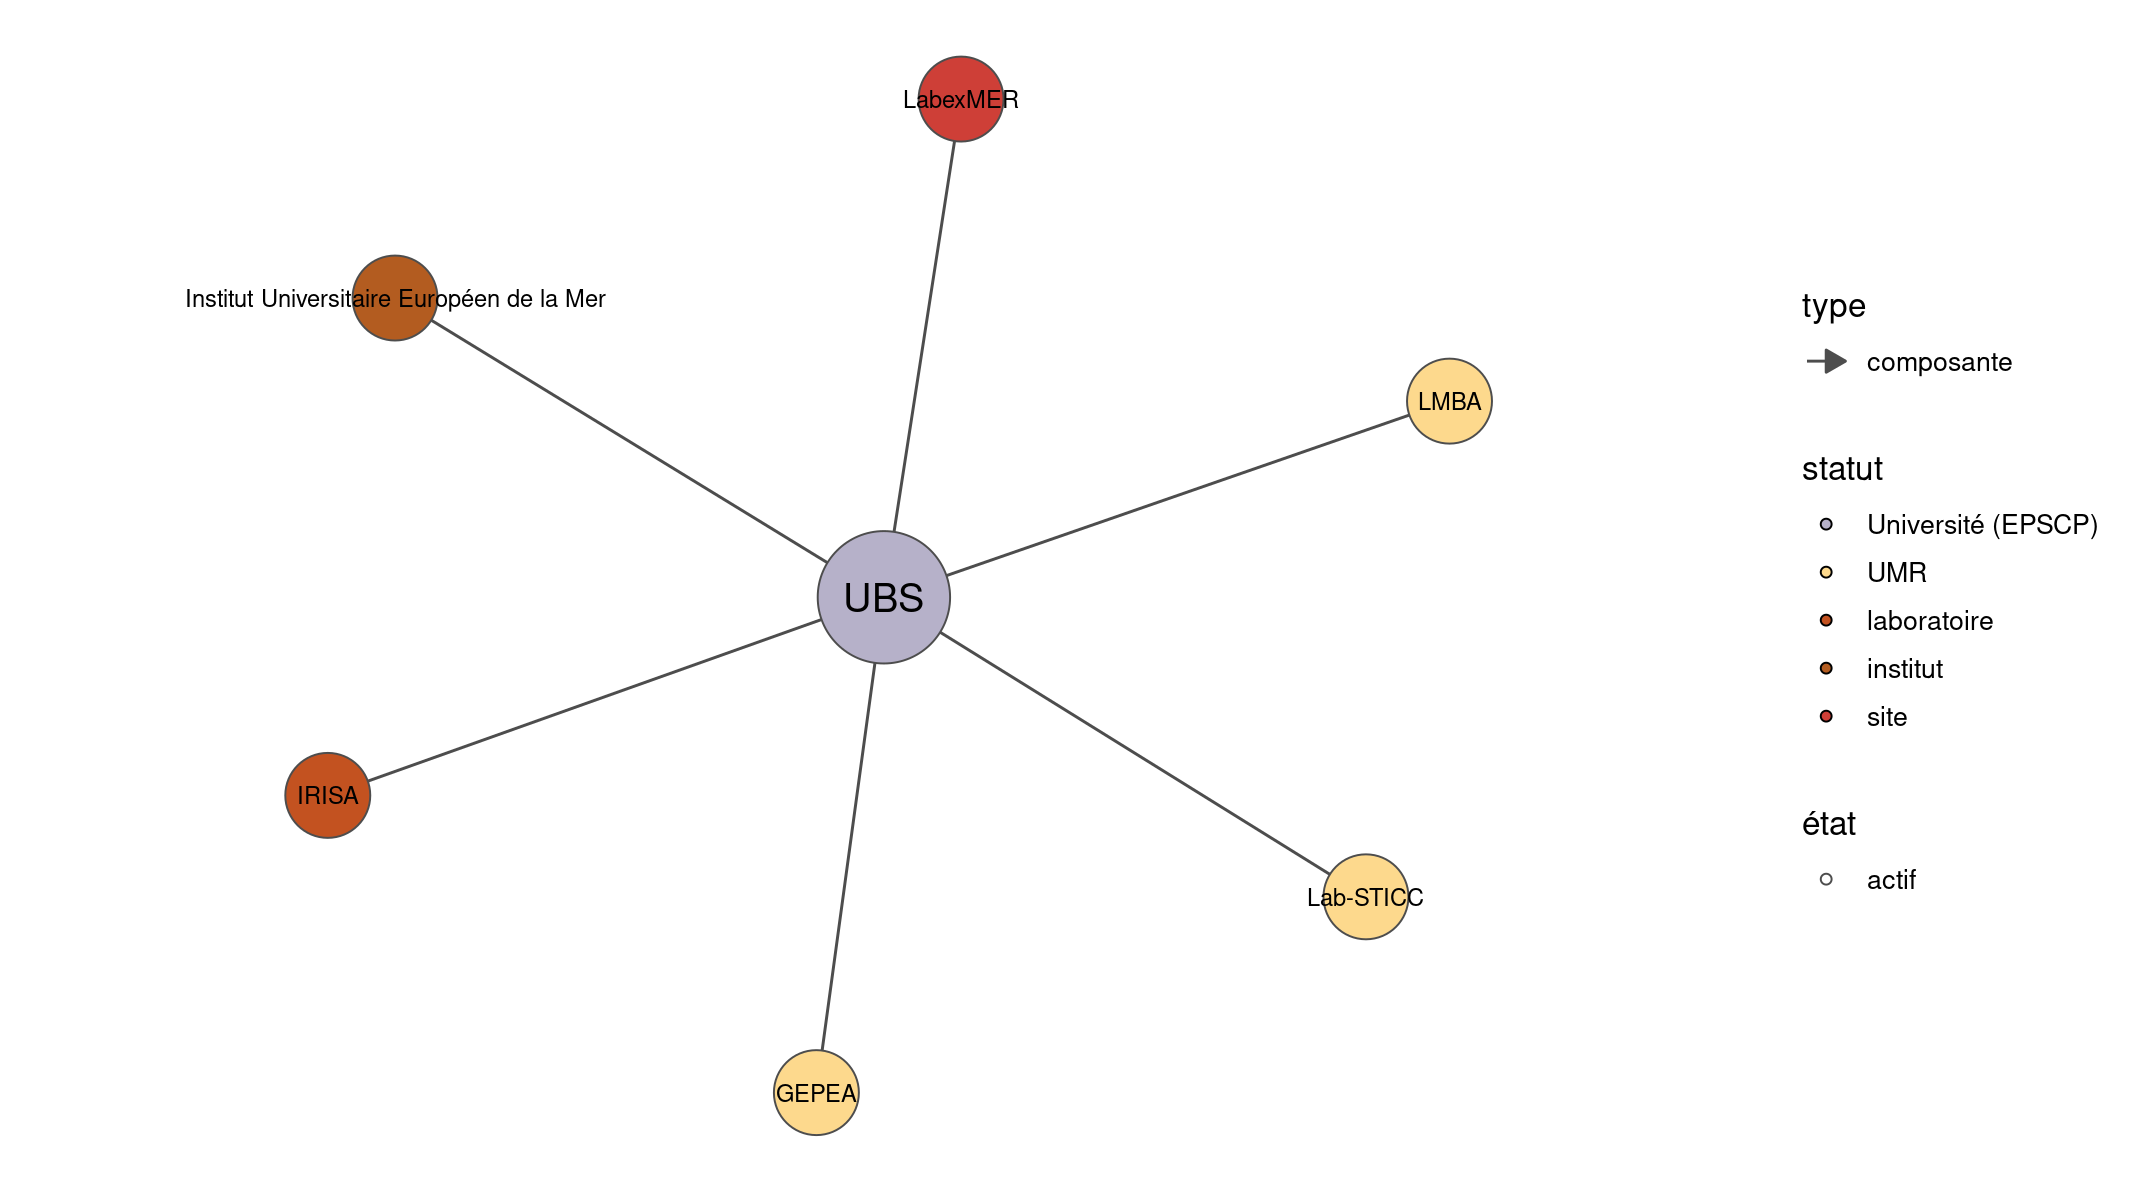 LabexMER
Institut Universitaire Européen de la Mer
LMBA
UBS
IRISA
Lab-STICC
GEPEA
type
composante
statut
Université (EPSCP)
UMR
laboratoire
institut
site
état
actif